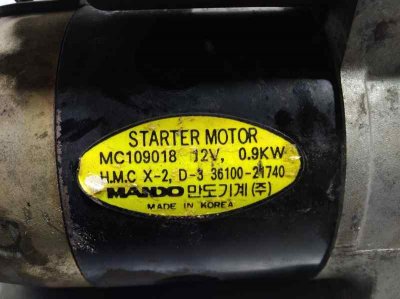 STARTER MOTOR
MC109018 12V, 0.9KW
H.M.C X-2, D-3 36100-21740
MANDO 만도기계(주)
MADE IN KOREA